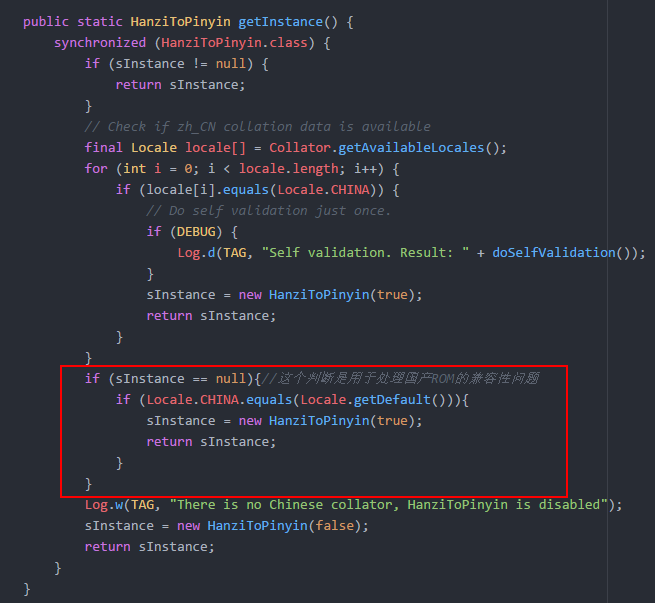 public static HanziToPinyin getInstance() {
synchronized (HanziToPinyin.class) {
if (sInstance != null) {
return sInstance;
}
// Check if zh_CN collation data is available
final Locale locale[] = Collator.getAvailableLocales();
for (int i = 0; i < locale.length; i++) {
if (locale[i].equals(Locale.CHINA)) {
// Do self validation just once.
if (DEBUG) {
Log.d(TAG, "Self validation. Result: " + doSelfValidation());
}
sInstance = new HanziToPinyin(true);
return sInstance;
}
}
if (sInstance == null){//这个判断是用于处理国产ROM的兼容性问题
if (Locale.CHINA.equals(Locale.getDefault())){
sInstance = new HanziToPinyin(true);
return sInstance;
}
}
Log.w(TAG, "There is no Chinese collator, HanziToPinyin is disabled");
sInstance = new HanziToPinyin(false);
return sInstance;
}
}